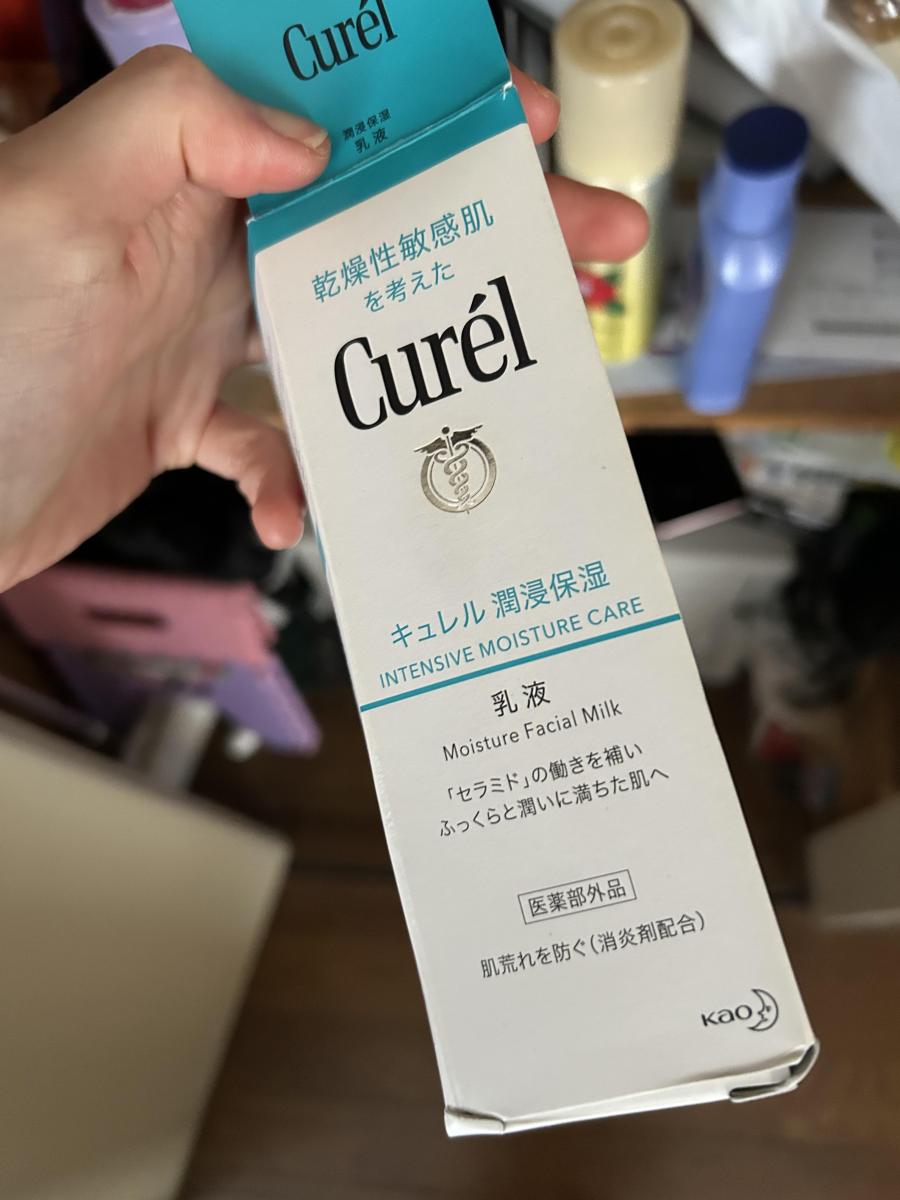 Curél
潤浸保湿
乳液
乾燥性敏感肌
を考えた
Curél
キュレル 潤浸保湿
INTENSIVE MOISTURE CARE
乳液
Moisture Facial Milk
「セラミド」の働きを補い
ふっくらと潤いに満ちた肌へ
医薬部外品
肌荒れを防ぐ(消炎剤配合)
Kao